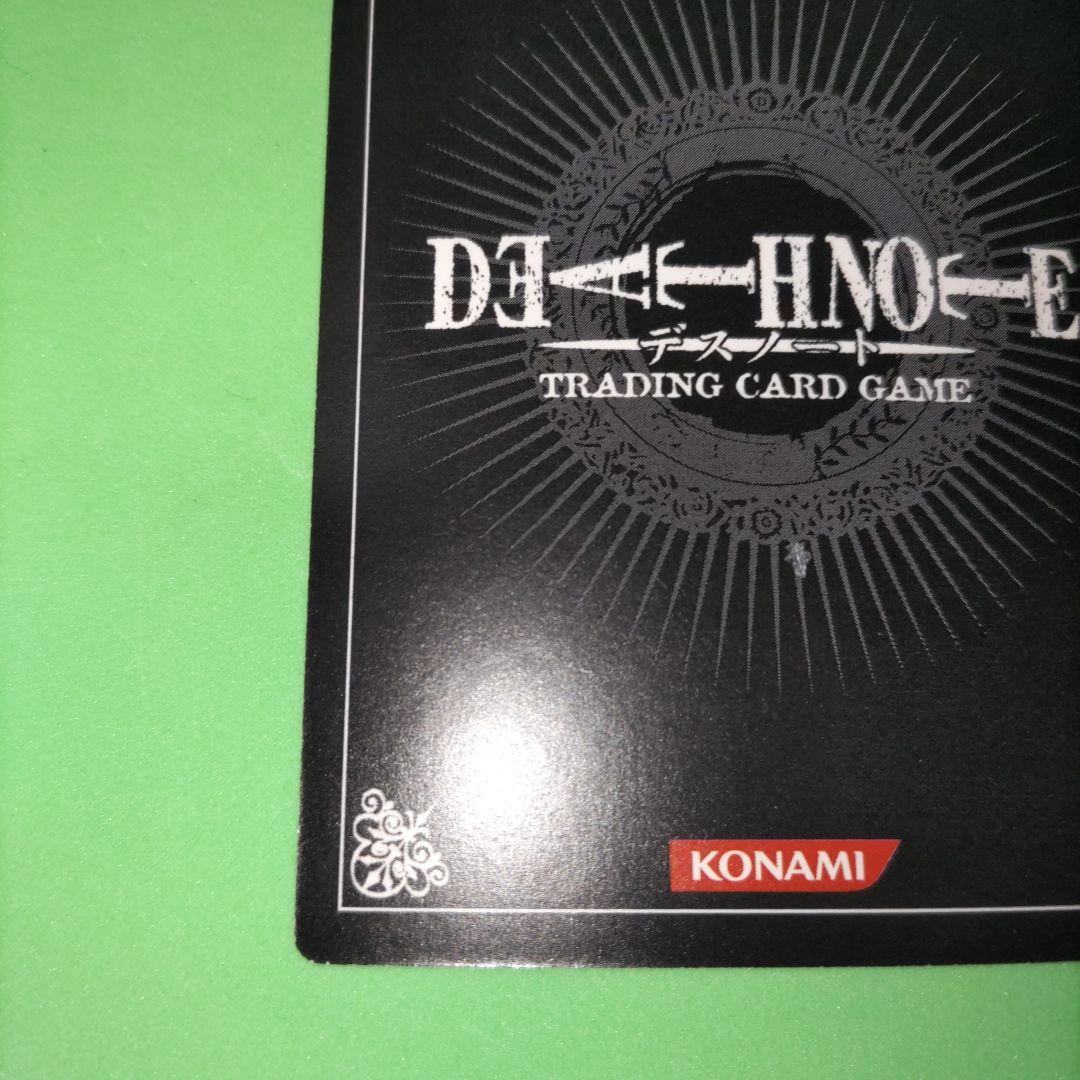 DEATH NOTE
デスノート
TRADING CARD GAME
KONAMI